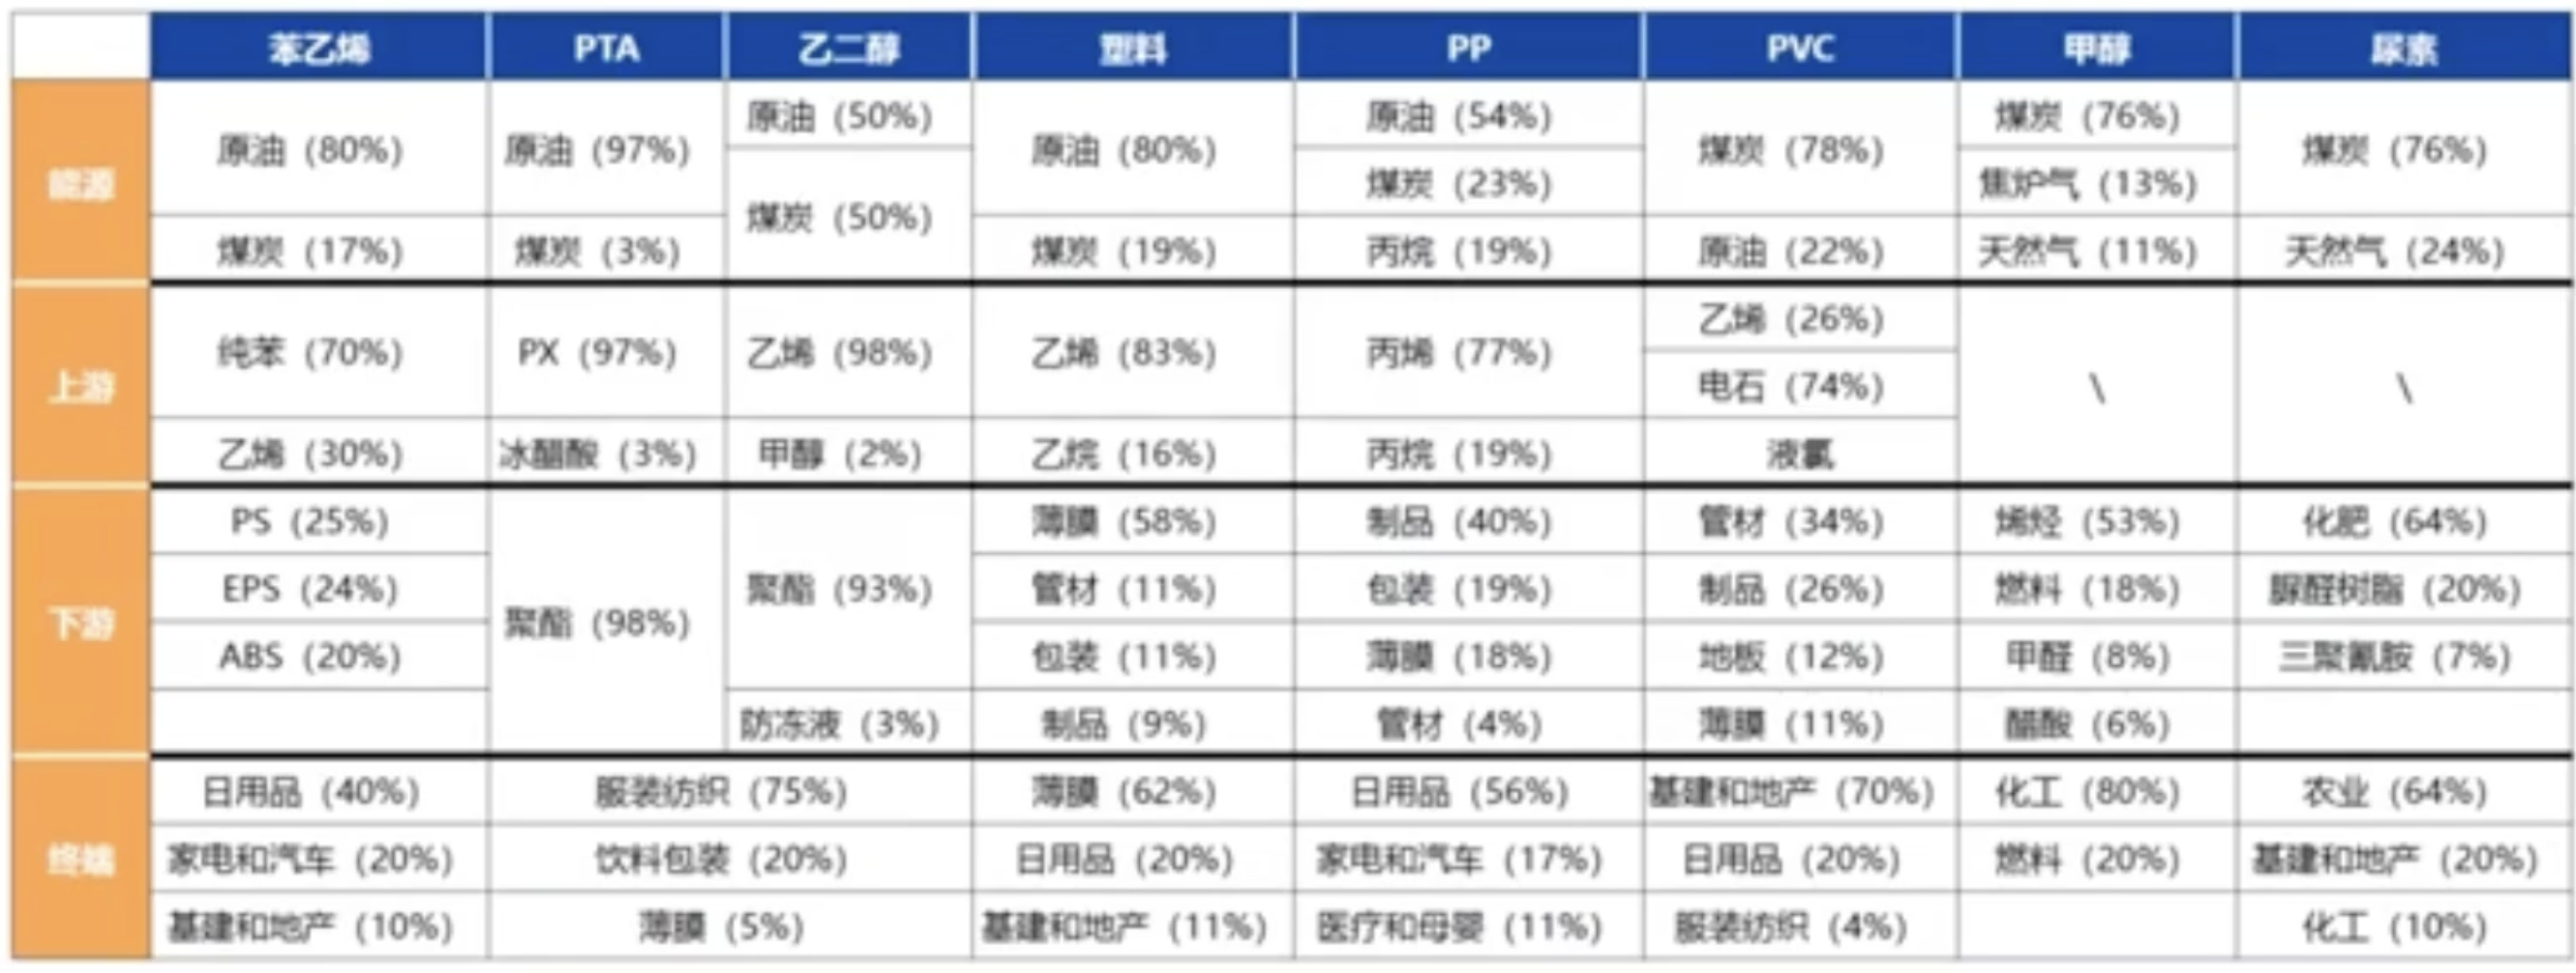 苯乙烯 PTA 乙二醇 塑料 PP PVC 甲醇 尿素
能源
原油（80%） 原油（97%） 原油（50%） 原油（80%） 原油（54%） 煤炭（78%） 煤炭（76%） 煤炭（76%）
煤炭（50%） 煤炭（23%） 焦炉气（13%）
煤炭（17%） 煤炭（3%） 煤炭（19%） 丙烷（19%） 原油（22%） 天然气（11%） 天然气（24%）
上游
纯苯（70%） PX（97%） 乙烯（98%） 乙烯（83%） 丙烯（77%） 乙烯（26%） \ \
电石（74%）
乙烯（30%） 冰醋酸（3%） 甲醇（2%） 乙烷（16%） 丙烷（19%） 液氯
下游
PS（25%） 聚酯（98%） 聚酯（93%） 薄膜（58%） 制品（40%） 管材（34%） 烯烃（53%） 化肥（64%）
EPS（24%） 管材（11%） 包装（19%） 制品（26%） 燃料（18%） 脲醛树脂（20%）
ABS（20%） 包装（11%） 薄膜（18%） 地板（12%） 甲醛（8%） 三聚氰胺（7%）
防冻液（3%） 制品（9%） 管材（4%） 薄膜（11%） 醋酸（6%）
终端
日用品（40%） 服装纺织（75%） 薄膜（62%） 日用品（56%） 基建和地产（70%） 化工（80%） 农业（64%）
家电和汽车（20%） 饮料包装（20%） 日用品（20%） 家电和汽车（17%） 日用品（20%） 燃料（20%） 基建和地产（20%）
基建和地产（10%） 薄膜（5%） 基建和地产（11%） 医疗和母婴（11%） 服装纺织（4%） 化工（10%）